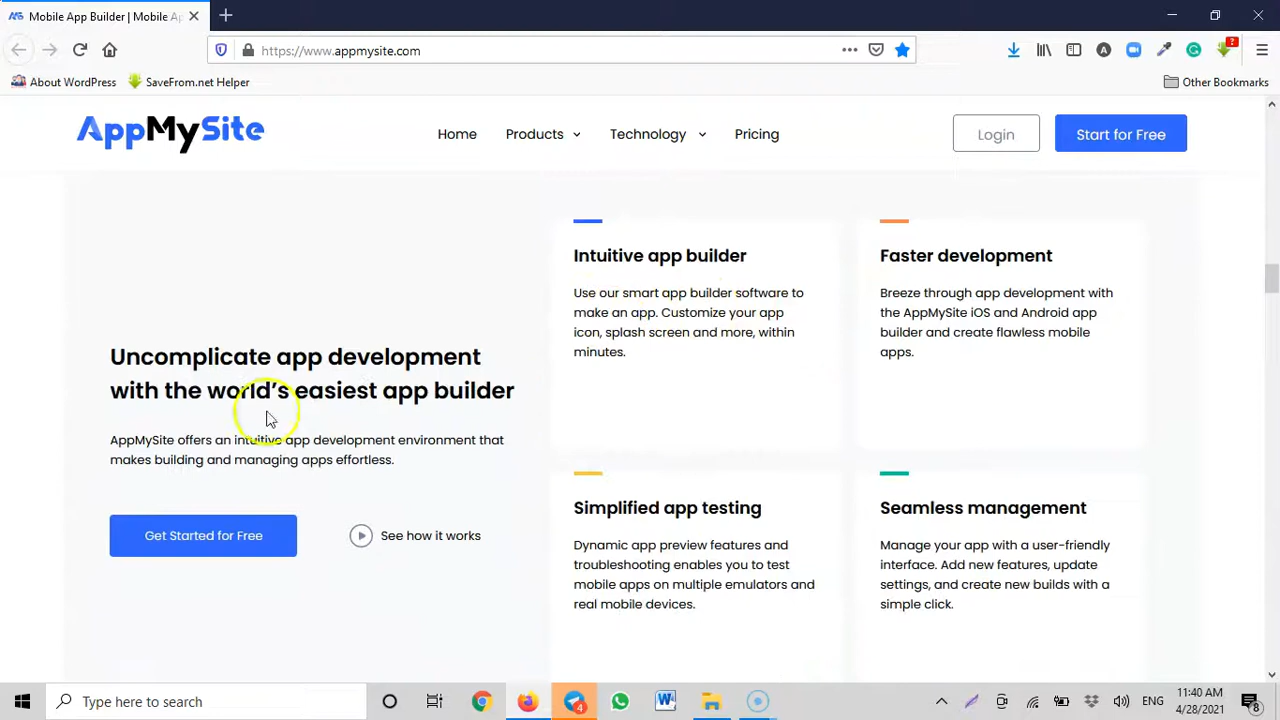 Mobile App Builder | Mobile Ap
https://www.appmysite.com
?
About WordPress
SaveFrom.net Helper
Other Bookmarks
AppMySite
Home
Products
Technology
Pricing
Login
Start for Free
Uncomplicate app development
with the world's easiest app builder
AppMySite offers an intuitive app development environment that
makes building and managing apps effortless.
Get Started for Free
See how it works
Intuitive app builder
Use our smart app builder software to
make an app. Customize your app
icon, splash screen and more, within
minutes.
Faster development
Breeze through app development with
the AppMySite iOS and Android app
builder and create flawless mobile
apps.
Simplified app testing
Dynamic app preview features and
troubleshooting enables you to test
mobile apps on multiple emulators and
real mobile devices.
Seamless management
Manage your app with a user-friendly
interface. Add new features, update
settings, and create new builds with a
simple click.
Type here to search
4
ENG
11:40 AM
4/28/2021
8